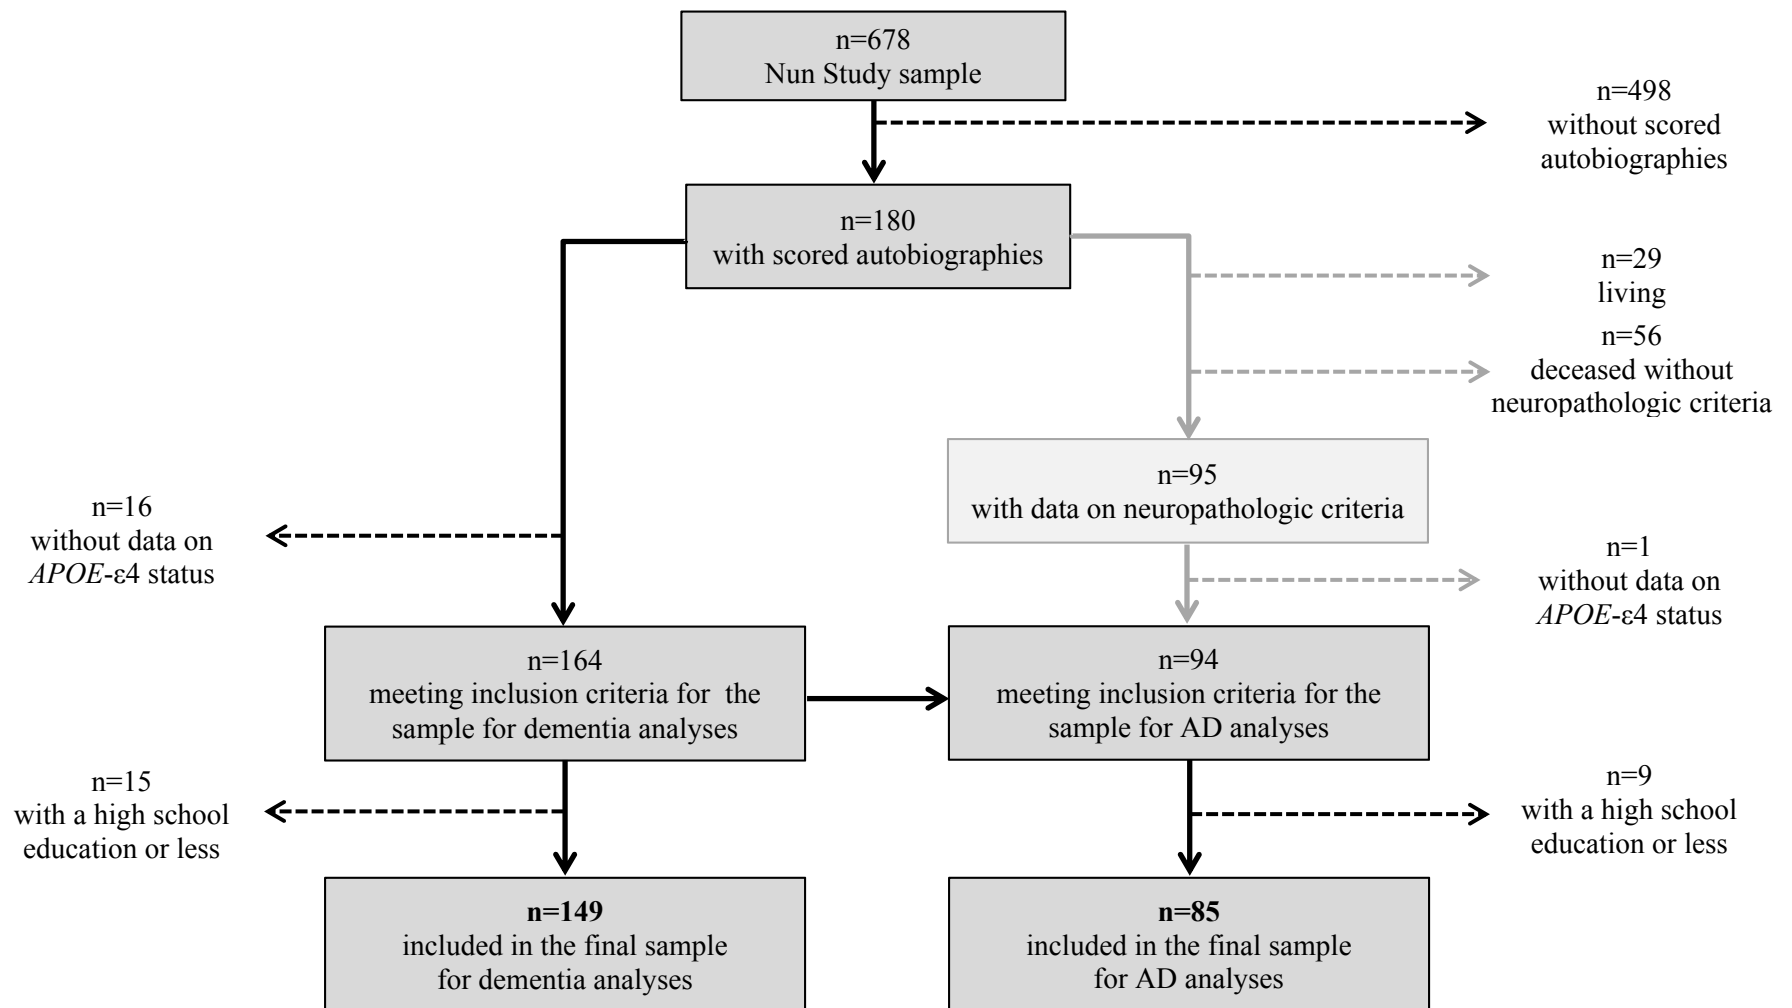 n=678
Nun Study sample
n=498
without scored
autobiographies
n=180
with scored autobiographies
n=29
living
n=56
deceased without
neuropathologic criteria
n=95
with data on neuropathologic criteria
n=16
without data on
APOE-ε4 status
n=1
without data on
APOE-ε4 status
n=164
meeting inclusion criteria for the
sample for dementia analyses
n=94
meeting inclusion criteria for the
sample for AD analyses
n=15
with a high school
education or less
n=9
with a high school
education or less
n=149
included in the final sample
for dementia analyses
n=85
included in the final sample
for AD analyses